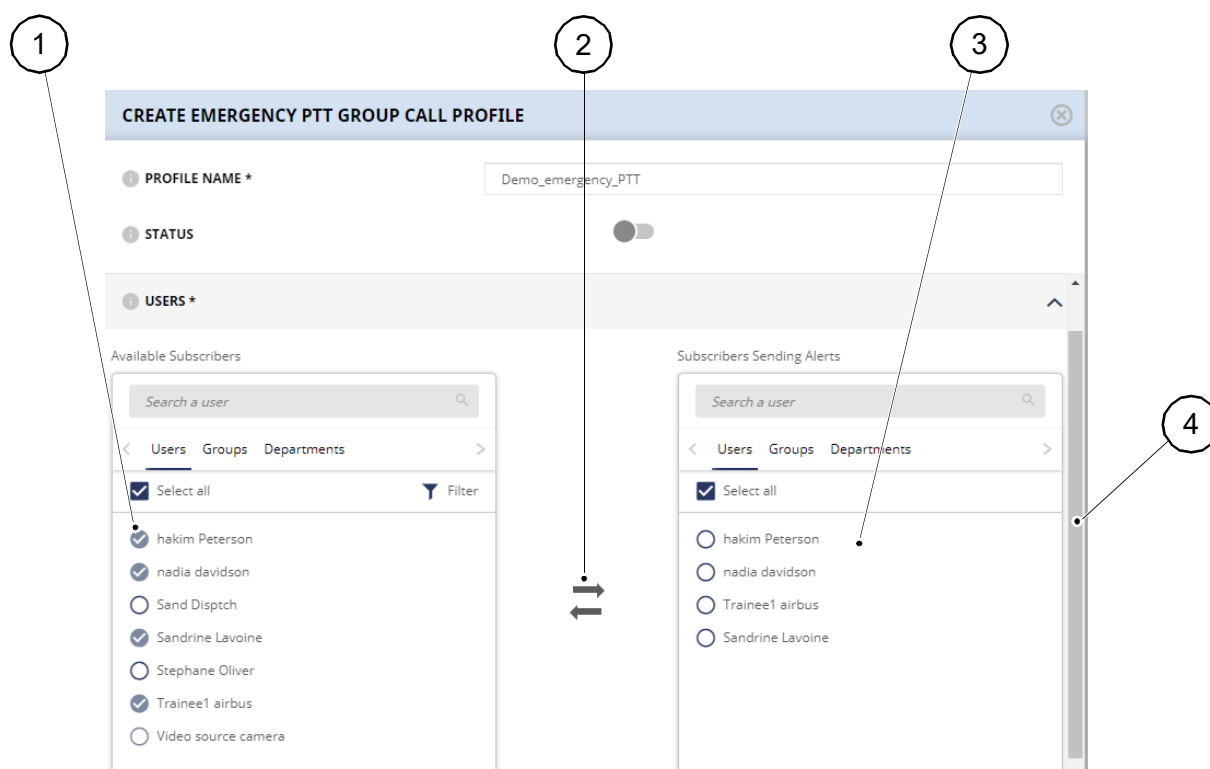 1
2
3
CREATE EMERGENCY PTT GROUP CALL PROFILE
PROFILE NAME *
Demo_emergency_PTT
STATUS
USERS *
Available Subscribers
Subscribers Sending Alerts
Search a user
Search a user
4
Users Groups Departments
Users Groups Departments
Select all
Filter
Select all
hakim Peterson
hakim Peterson
nadia davidson
nadia davidson
Sand Disptch
Trainee1 airbus
Sandrine Lavoine
Sandrine Lavoine
Stephane Oliver
Trainee1 airbus
Video source camera